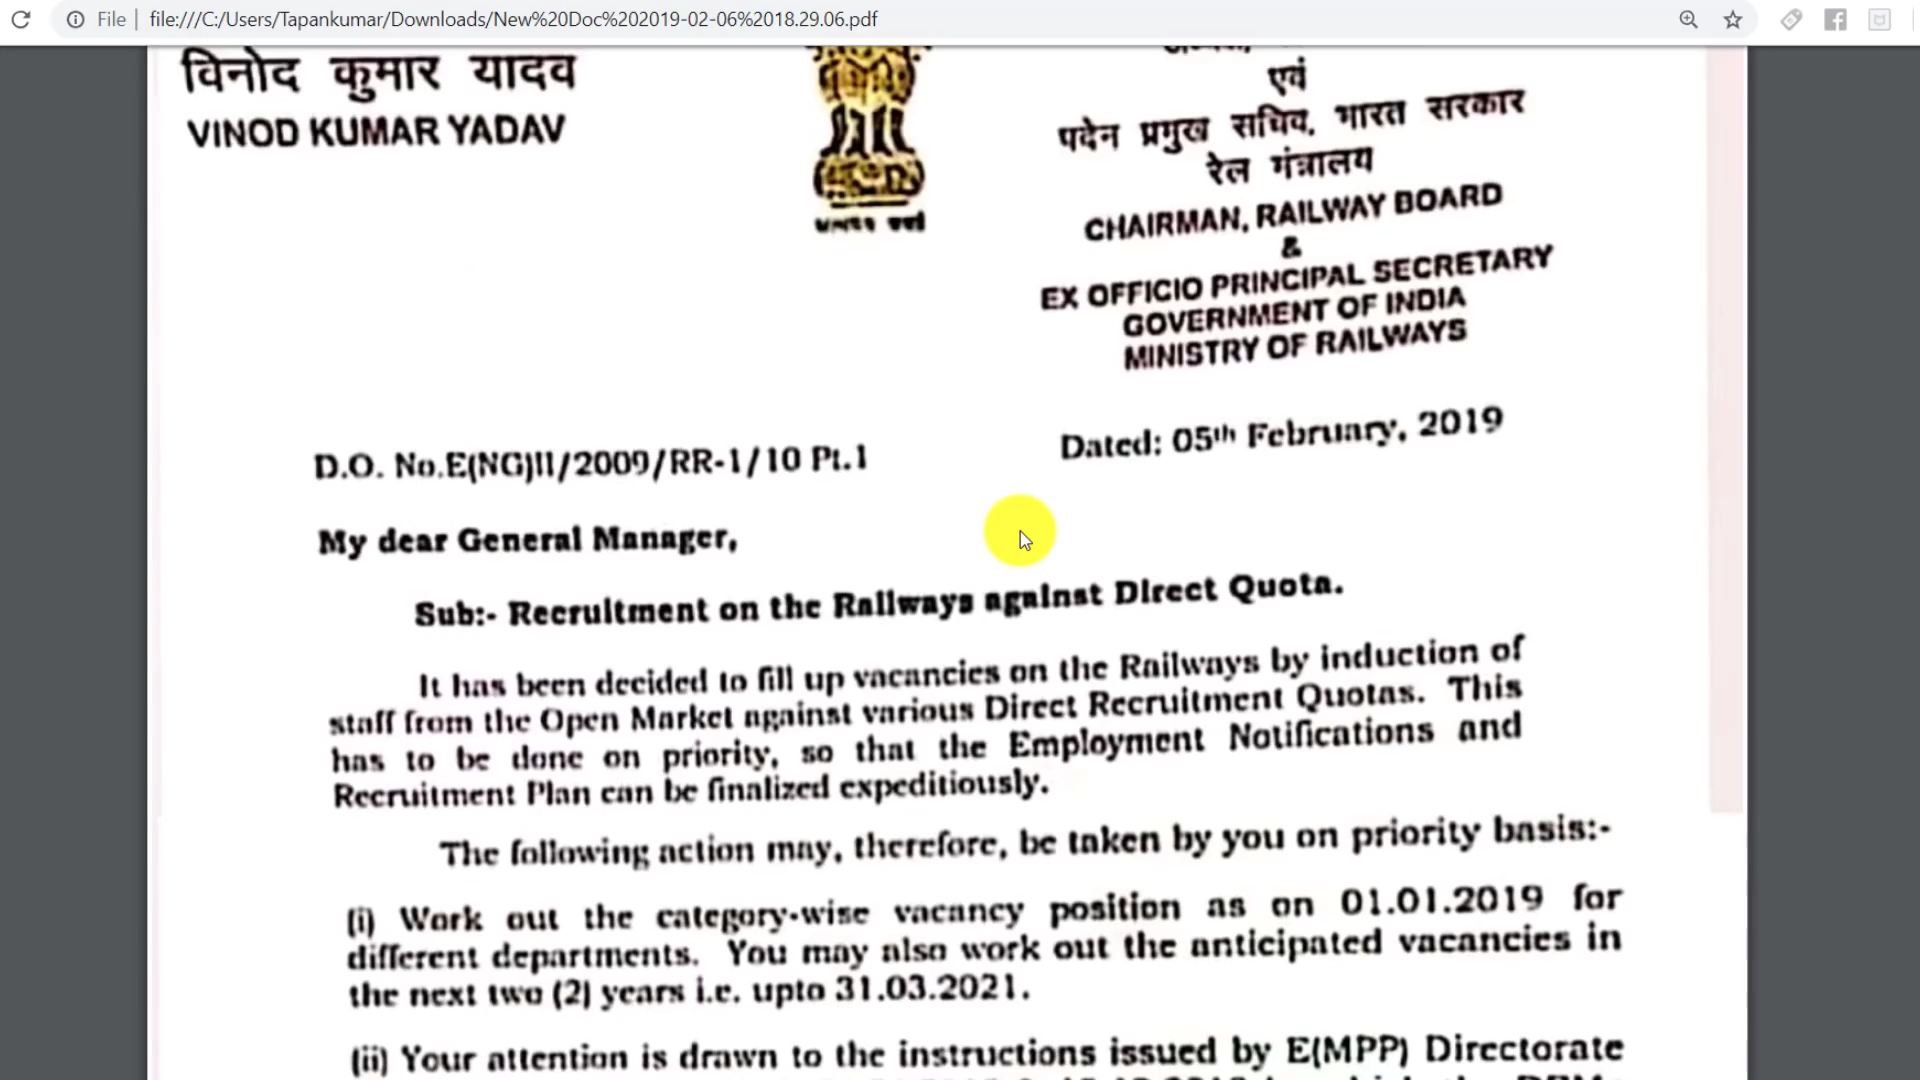 File | file:///C:/Users/Tapankumar/Downloads/New%20Doc%202019-02-06%2018.29.06.pdf
विनोद कुमार यादव
VINOD KUMAR YADAV
एवं
पदेन प्रमुख सचिव, भारत सरकार
रेल मंत्रालय
CHAIRMAN, RAILWAY BOARD
&
EX OFFICIO PRINCIPAL SECRETARY
GOVERNMENT OF INDIA
MINISTRY OF RAILWAYS
D.O. No.E(NG)II/2009/RR-1/10 Pt.1
Dated: 05th February, 2019
My dear General Manager,
Sub:- Recruitment on the Railways against Direct Quota.
It has been decided to fill up vacancies on the Railways by induction of
staff from the Open Market against various Direct Recruitment Quotas. This
has to be done on priority, so that the Employment Notifications and
Recruitment Plan can be finalized expeditiously.
The following action may, therefore, be taken by you on priority basis:-
(i) Work out the category-wise vacancy position as on 01.01.2019 for
different departments. You may also work out the anticipated vacancies in
the next two (2) years i.e. upto 31.03.2021.
(ii) Your attention is drawn to the instructions issued by E(MPP) Directorate